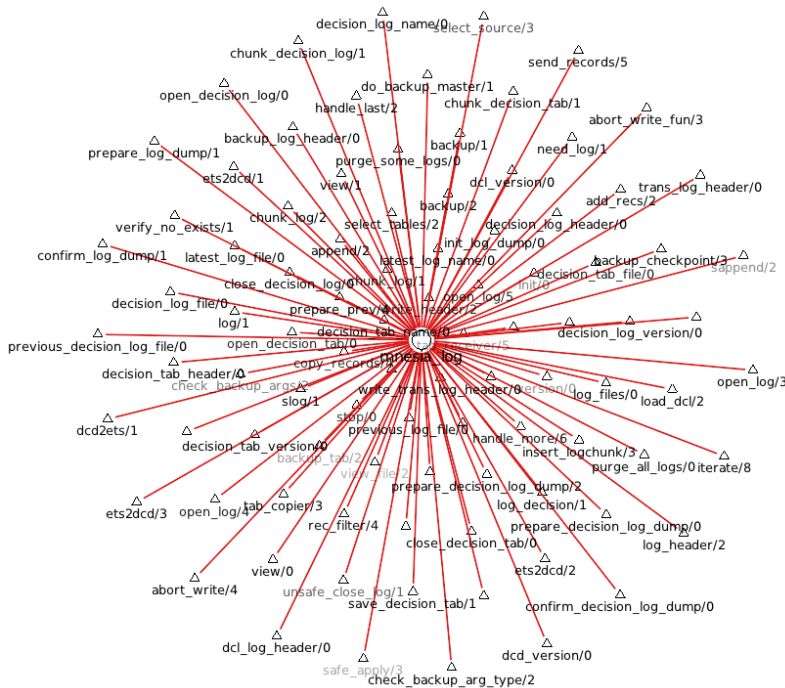 decision_log_name/0
select_source/3
chunk_decision_log/1
send_records/5
open_decision_log/0
do_backup_master/1
handle_last/2
chunk_decision_tab/1
abort_write_fun/3
backup_log_header/0
backup/1
need_log/1
prepare_log_dump/1
purge_some_logs/0
ets2dcd/1
view/1
dcl_version/0
trans_log_header/0
add_recs/2
backup/2
chunk_log/2
select_tables/2
decision_log_header/0
verify_no_exists/1
init_log_dump/0
confirm_log_dump/1
latest_log_file/0
append/2
latest_log_name/0
backup_checkpoint/3
sappend/2
decision_tab_file/0
close_decision_log/0
chunk_log/1
init/0
decision_log_file/0
open_log/5
prepare_prev/4
write_header/2
log/1
decision_tab_name/0
decision_log_version/0
previous_decision_log_file/0
open_decision_tab/0
mnesia_log
copy_records/4
decision_tab_header/0
open_log/3
check_backup_args/2
write_trans_log_header/0
log_files/0
load_dcl/2
slog/1
stop/0
dcd2ets/1
previous_log_file/0
handle_more/6
decision_tab_version/0
insert_logchunk/3
backup_tab/2
purge_all_logs/0
iterate/8
view_file/2
prepare_decision_log_dump/2
ets2dcd/3
open_log/4
tab_copier/3
log_decision/1
rec_filter/4
prepare_decision_log_dump/0
close_decision_tab/0
log_header/2
view/0
ets2dcd/2
abort_write/4
unsafe_close_log/1
save_decision_tab/1
confirm_decision_log_dump/0
dcl_log_header/0
dcd_version/0
safe_apply/3
check_backup_arg_type/2